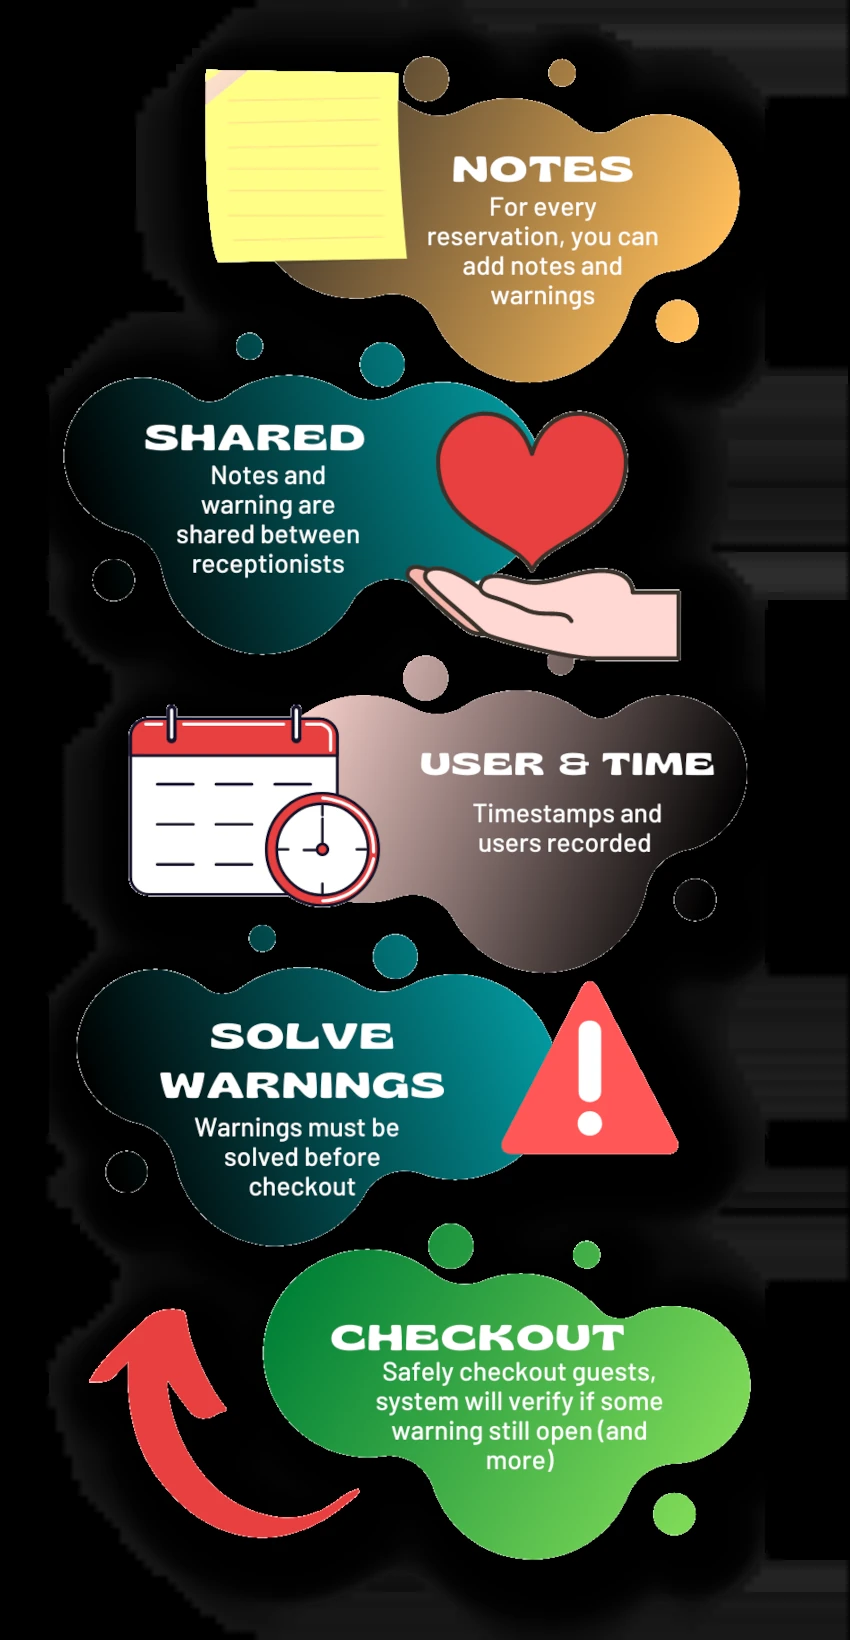 NOTES
For every
reservation, you can
add notes and
warnings
SHARED
Notes and
warning are
shared between
receptionists
USER & TIME
Timestamps and
users recorded
SOLVE
WARNINGS
Warnings must be
solved before
checkout
CHECKOUT
Safely checkout guests,
system will verify if some
warning still open (and
more)